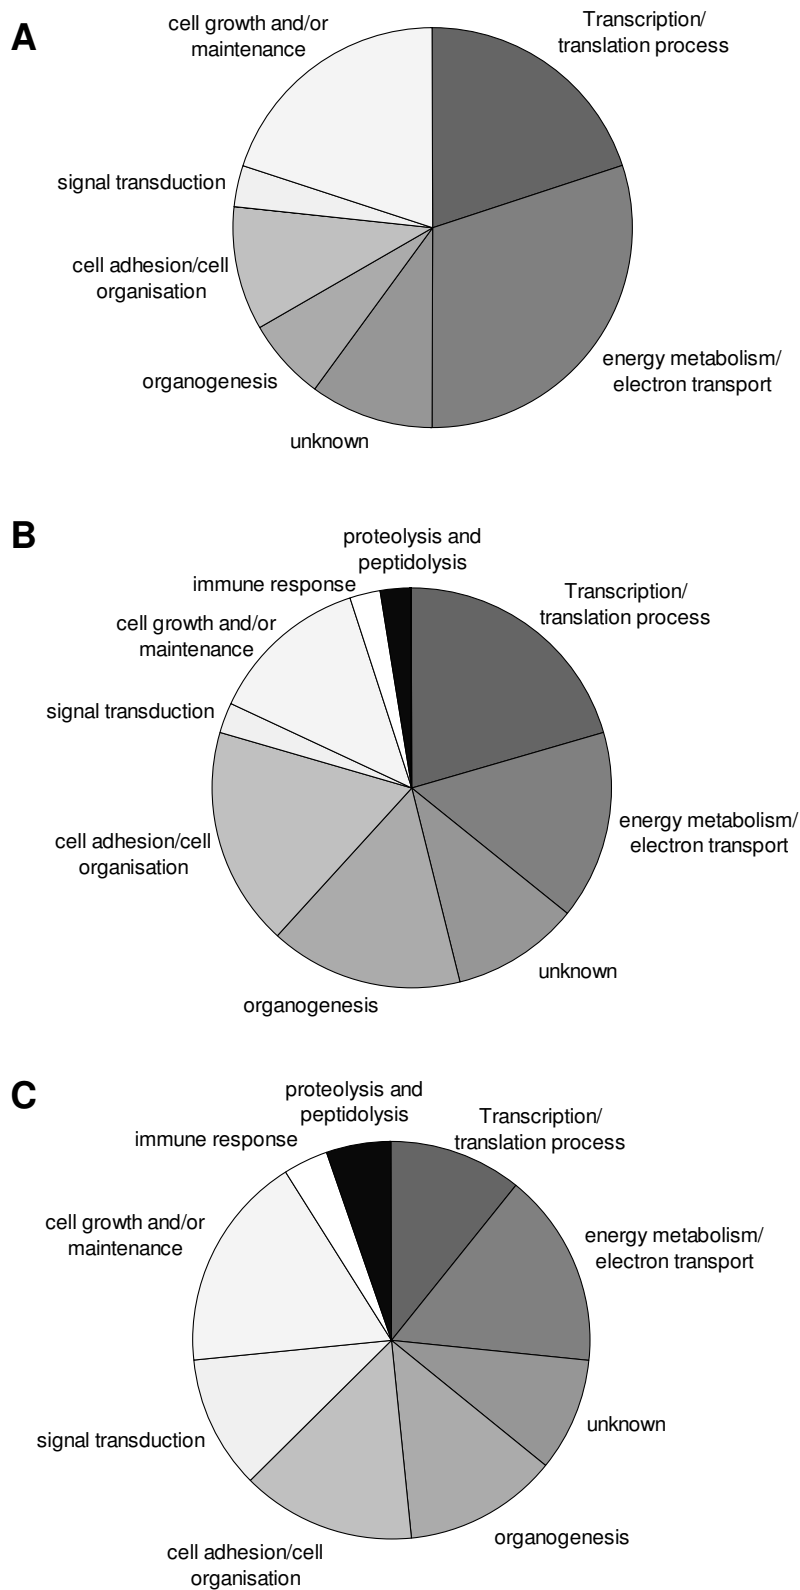 A
cell growth and/or
maintenance
Transcription/
translation process
signal transduction
cell adhesion/cell
organisation
energy metabolism/
electron transport
organogenesis
unknown
B
proteolysis and
peptidolysis
immune response
Transcription/
translation process
cell growth and/or
maintenance
signal transduction
energy metabolism/
electron transport
cell adhesion/cell
organisation
unknown
organogenesis
C
proteolysis and
peptidolysis
Transcription/
translation process
immune response
cell growth and/or
maintenance
energy metabolism/
electron transport
unknown
signal transduction
organogenesis
cell adhesion/cell
organisation